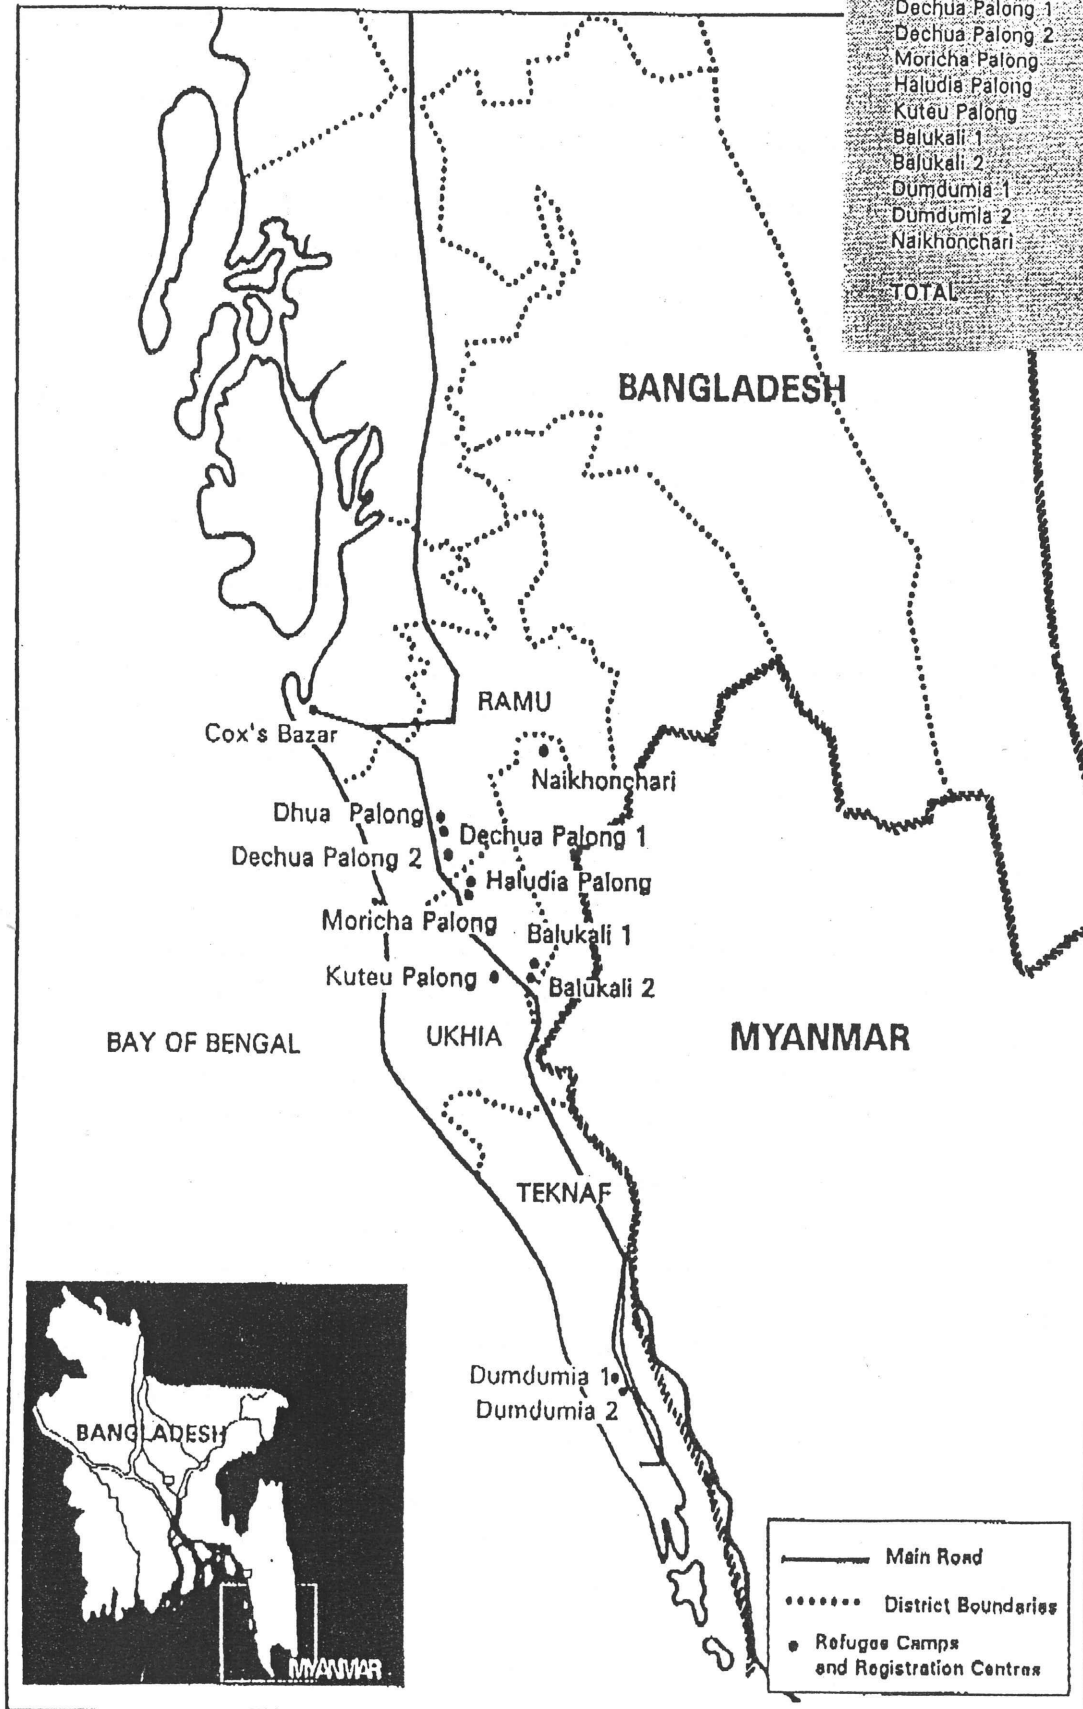 Dechua Palong 1
Dechua Palong 2
Moricha Palong
Haludia Palong
Kuteu Palong
Balukali 1
Balukali 2
Dumdumia 1
Dumdumia 2
Naikhonchari
TOTAL
BANGLADESH
RAMU
Cox's Bazar
Naikhonchari
Dhua Palong
Dechua Palong 1
Dechua Palong 2
Haludia Palong
Moricha Palong
Balukali 1
Kuteu Palong
Balukali 2
BAY OF BENGAL
UKHIA
MYANMAR
TEKNAF
Dumdumia 1
Dumdumia 2
BANGLADESH
MYANMAR
Main Road
District Boundaries
Refugee Camps
and Registration Centres